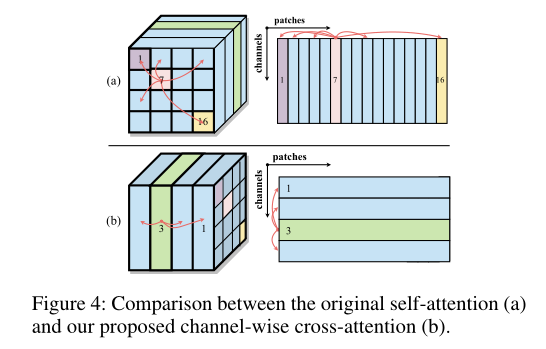 patches
channels
(a)
1
7
16
1
7
16
patches
channels
(b)
3
1
1
3
Figure 4: Comparison between the original self-attention (a)
and our proposed channel-wise cross-attention (b).